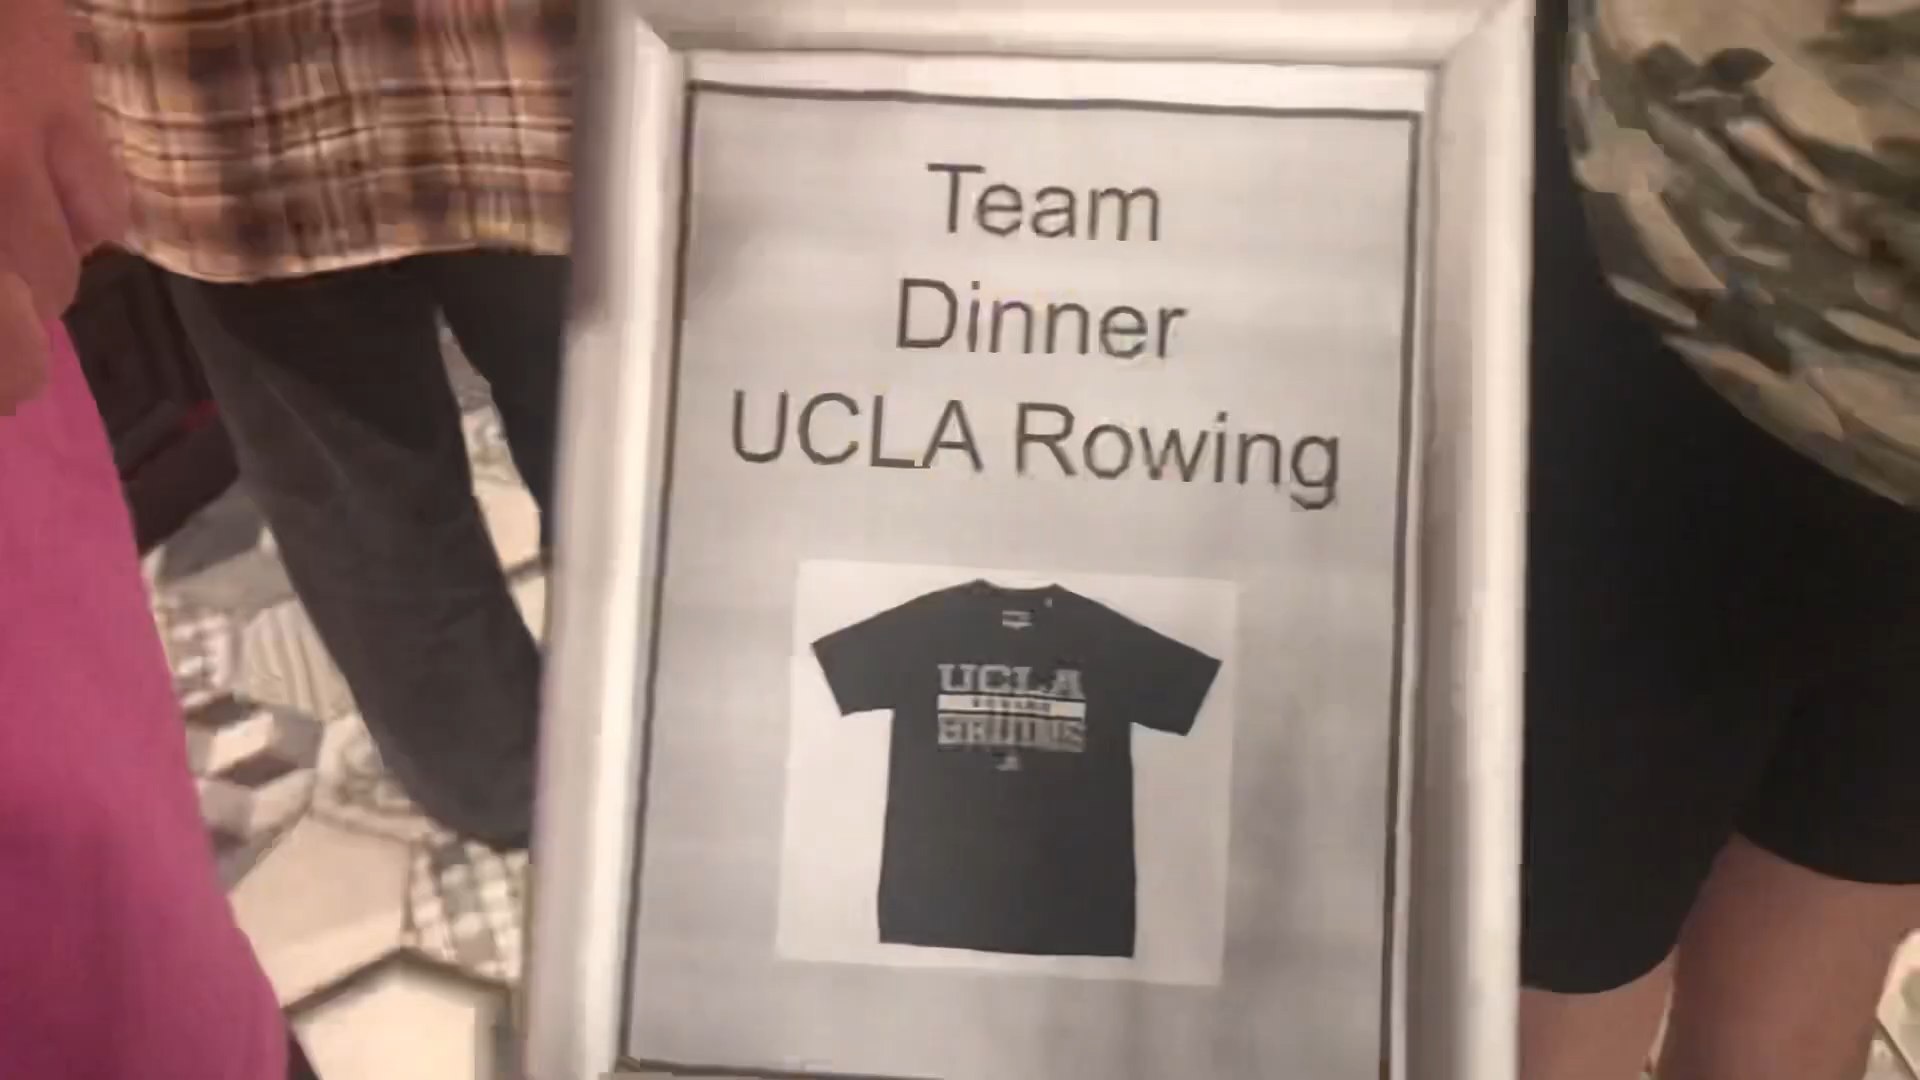 Team
Dinner
UCLA Rowing
UCLA
BRUINS